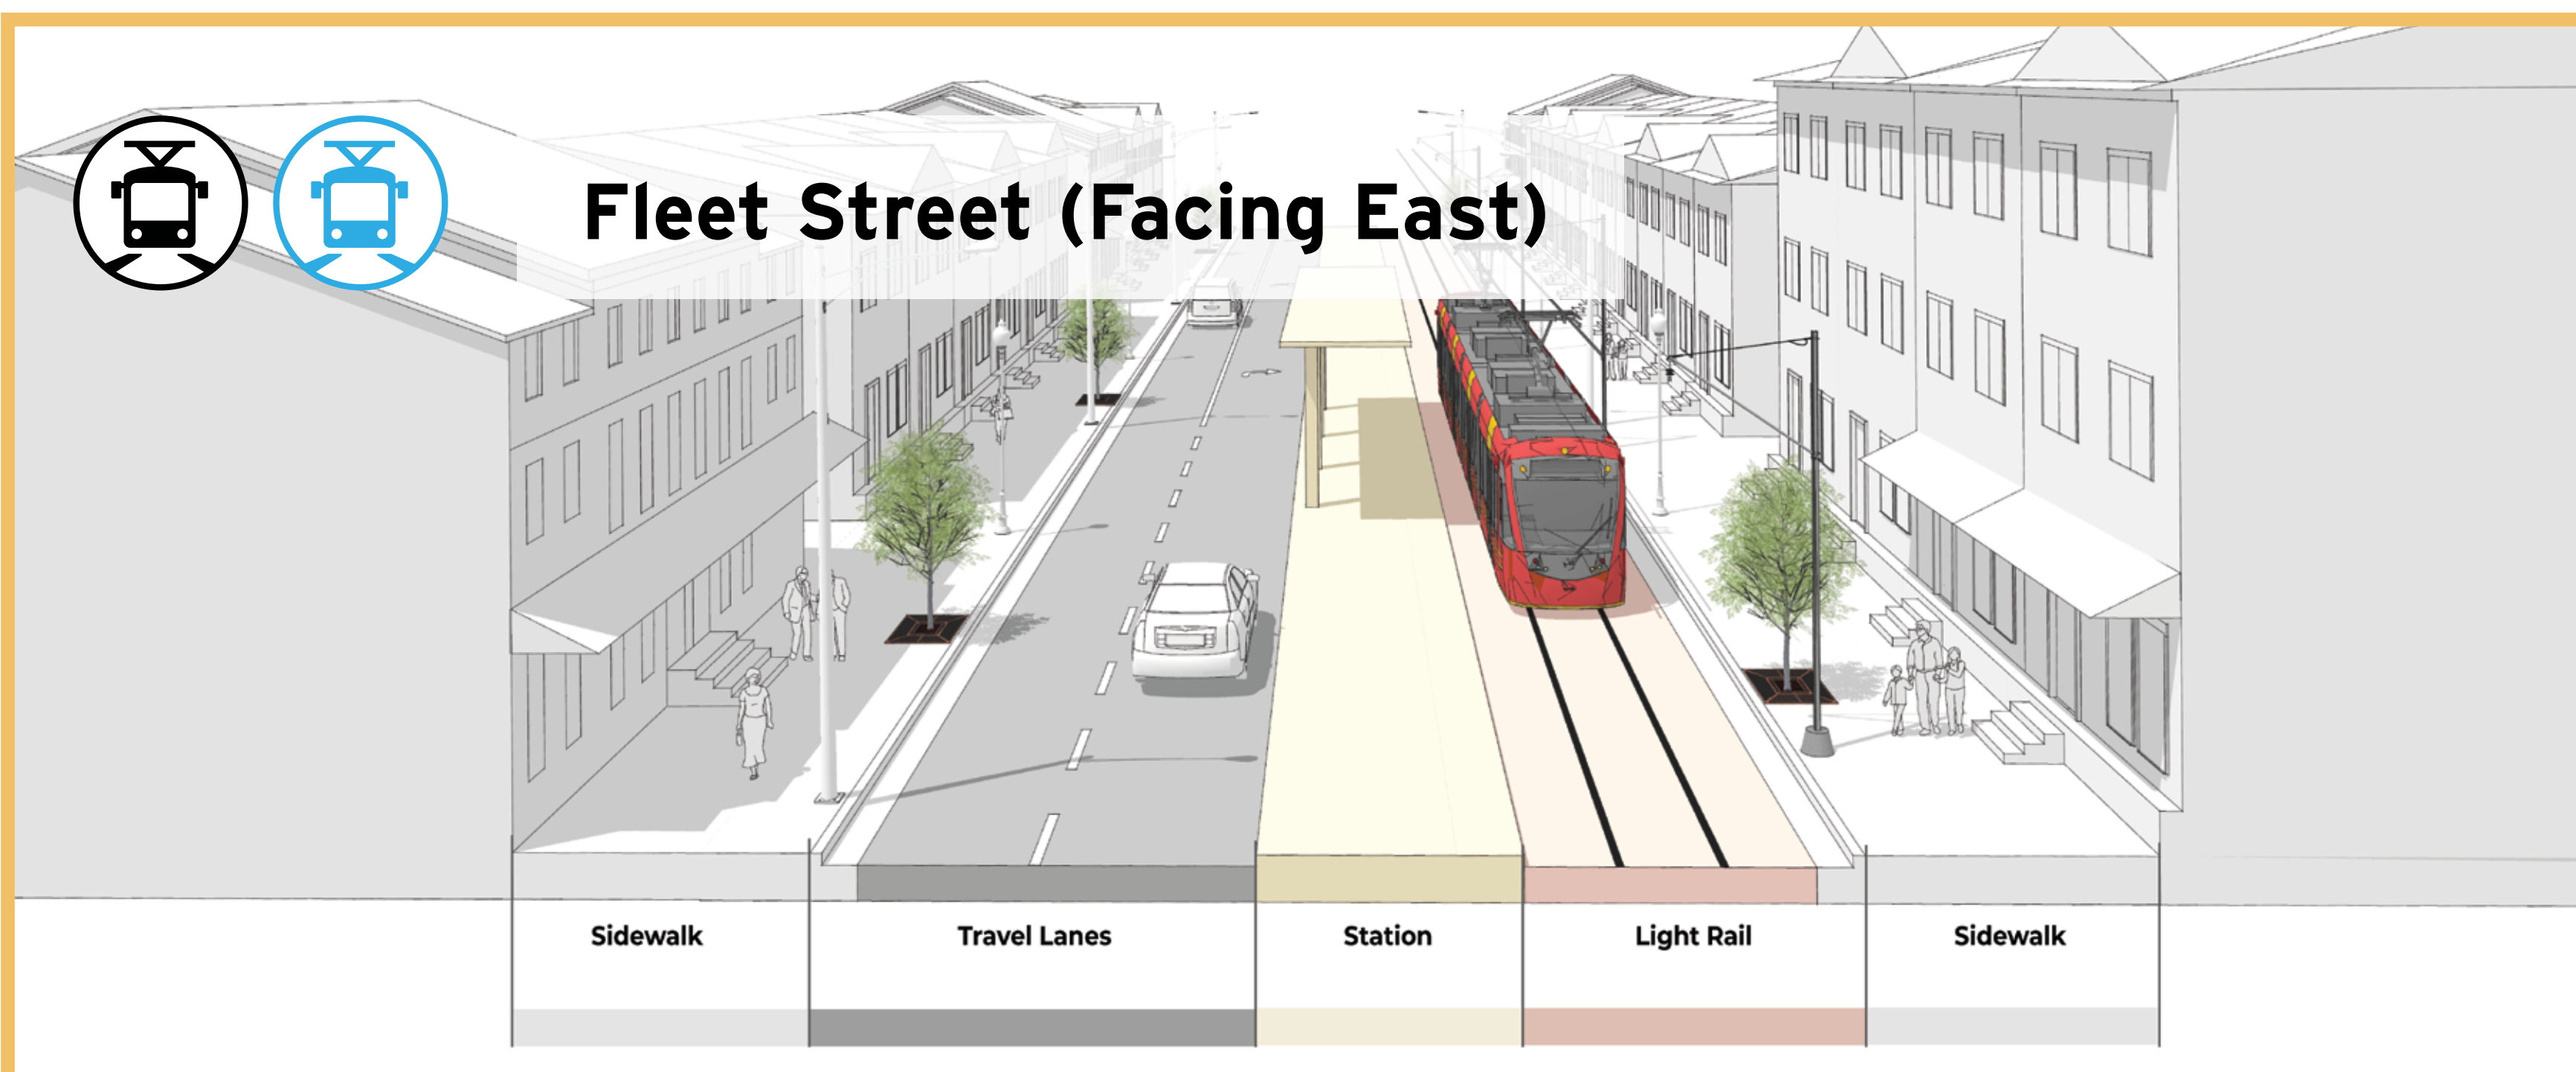 Fleet Street (Facing East)
Sidewalk Travel Lanes Station Light Rail Sidewalk